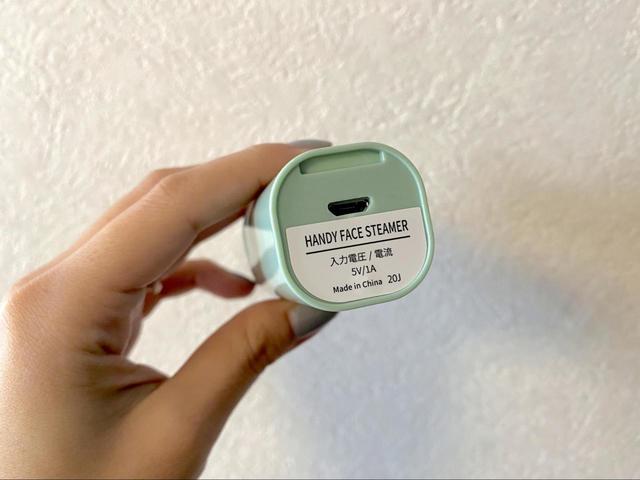 HANDY FACE STEAMER
入力電圧 / 電流
5V/1A
Made in China 20J